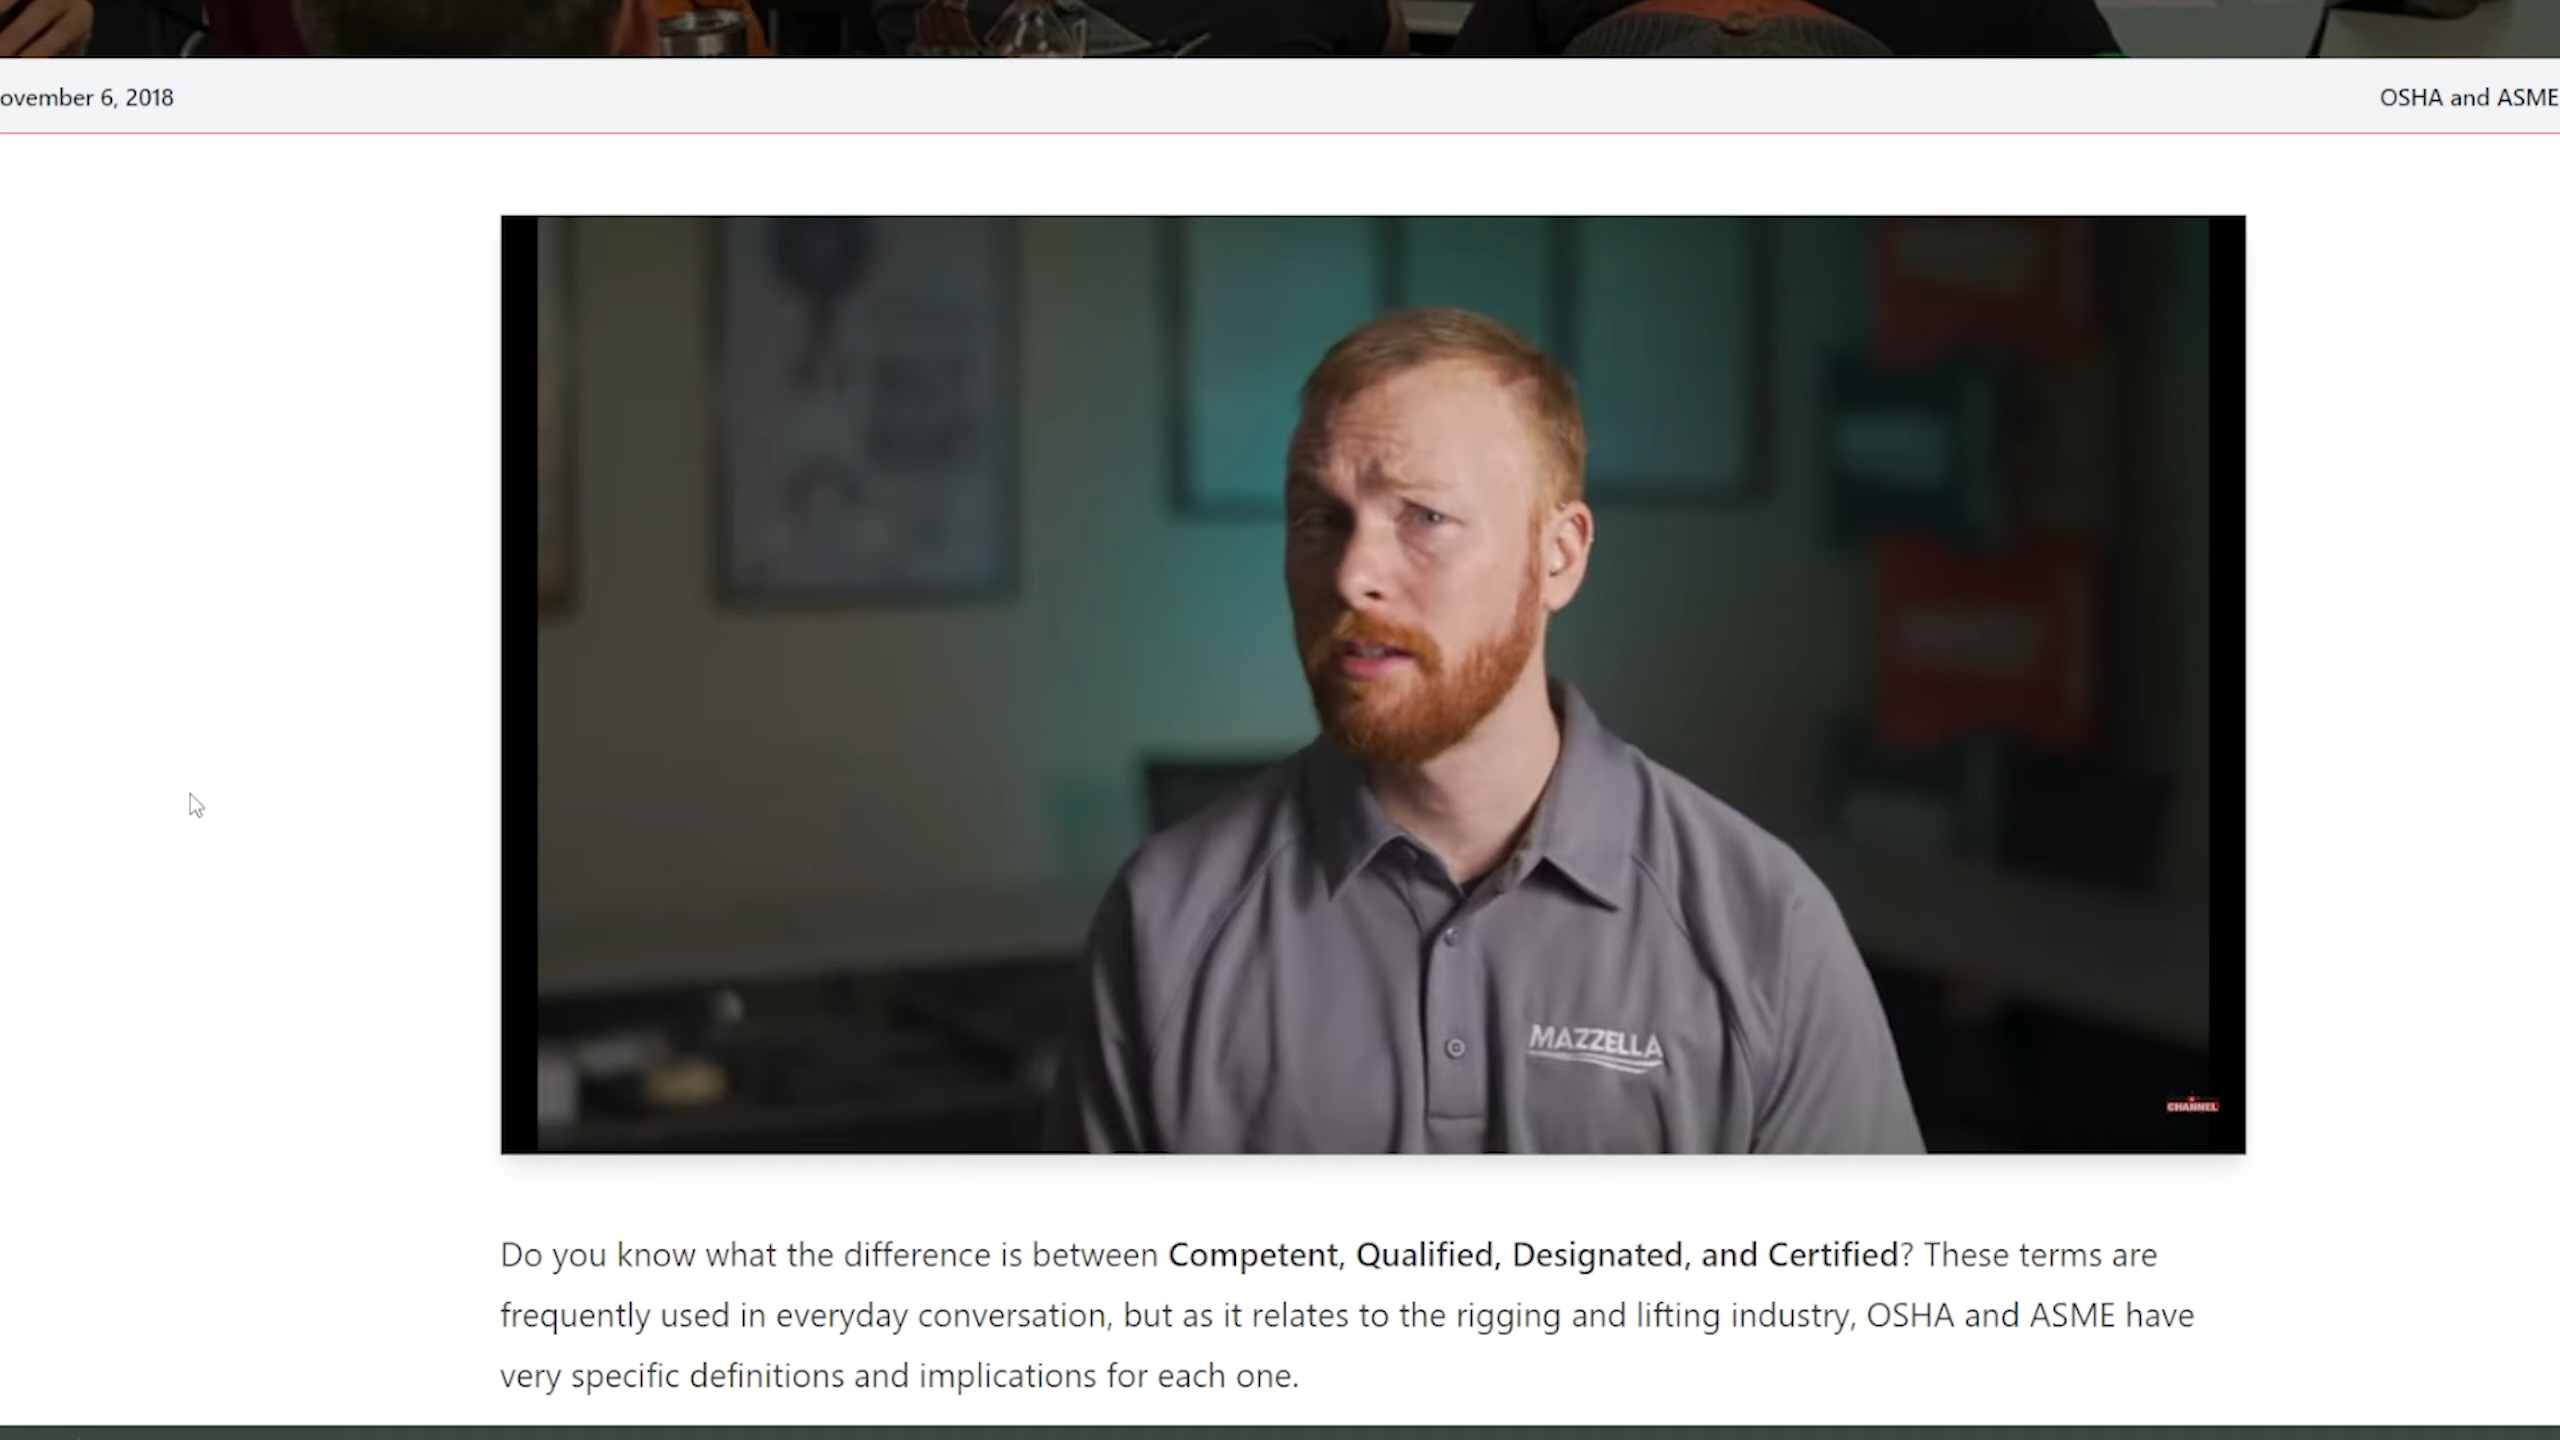 ovember 6, 2018
OSHA and ASME
MAZZELLA
CHANNEL
Do you know what the difference is between Competent, Qualified, Designated, and Certified? These terms are
frequently used in everyday conversation, but as it relates to the rigging and lifting industry, OSHA and ASME have
very specific definitions and implications for each one.